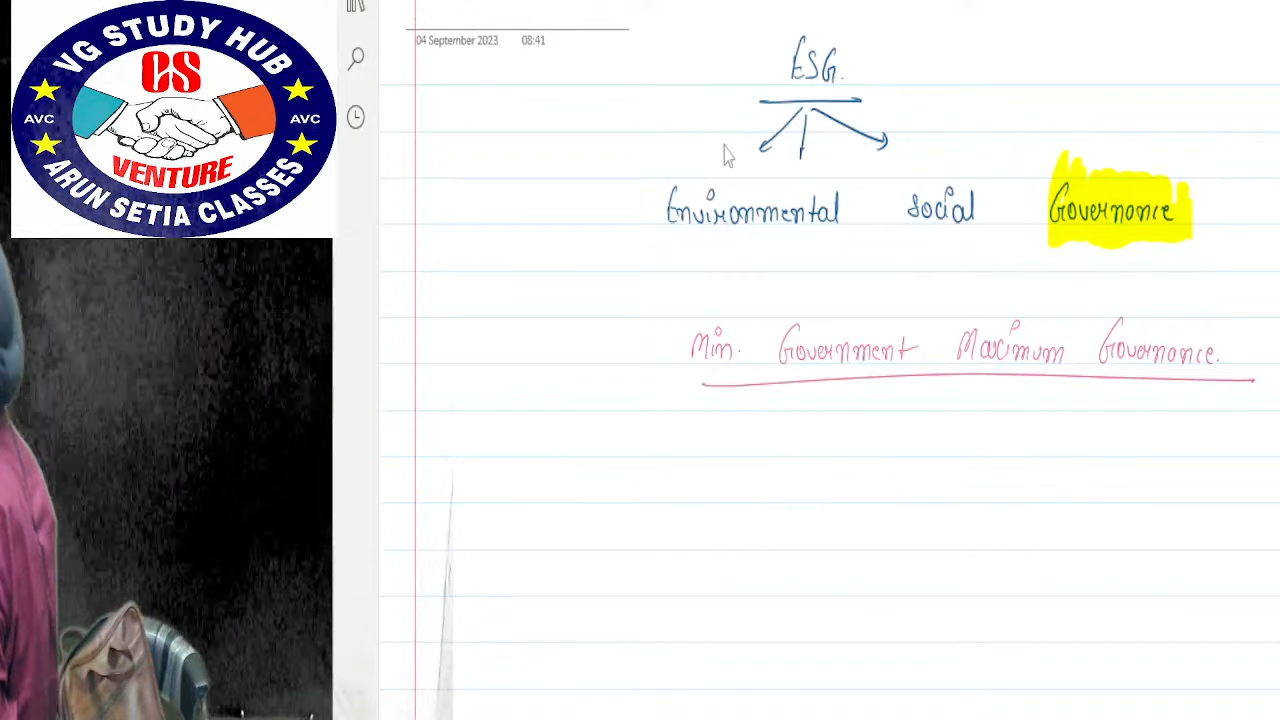 VG STUDY HUB
CS
AVC
AVC
VENTURE
ARUN SETIA CLASSES
04 September 2023 08:41
ESG.
Environmental Social Governance
Min. Government Maximum Governance.